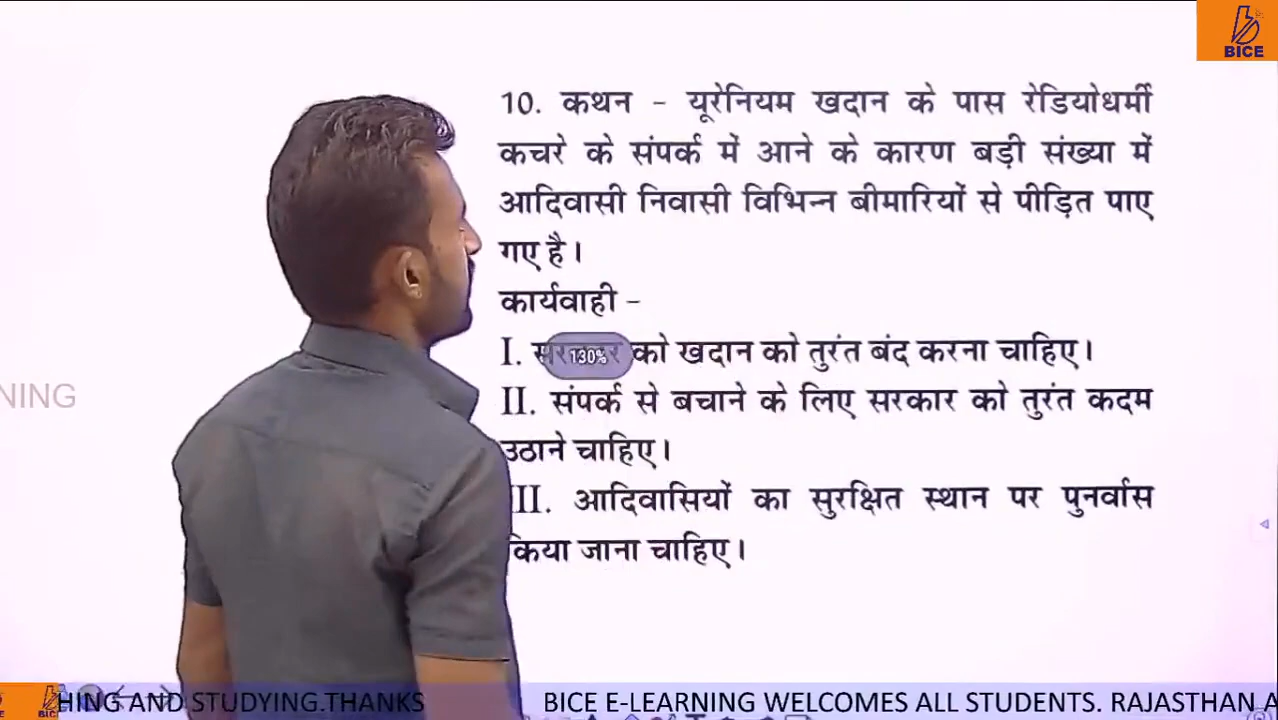 BICE
10. कथन - यूरेनियम खदान के पास रेडियोधर्मी
कचरे के संपर्क में आने के कारण बड़ी संख्या में
आदिवासी निवासी विभिन्न बीमारियों से पीड़ित पाए
गए है।
कार्यवाही -
I. सरकार को खदान को तुरंत बंद करना चाहिए।
130%
II. संपर्क से बचाने के लिए सरकार को तुरंत कदम
NING
उठाने चाहिए।
III. आदिवासियों का सुरक्षित स्थान पर पुनर्वास
किया जाना चाहिए।
HING AND STUDYING.THANKS BICE E-LEARNING WELCOMES ALL STUDENTS. RAJASTHAN A